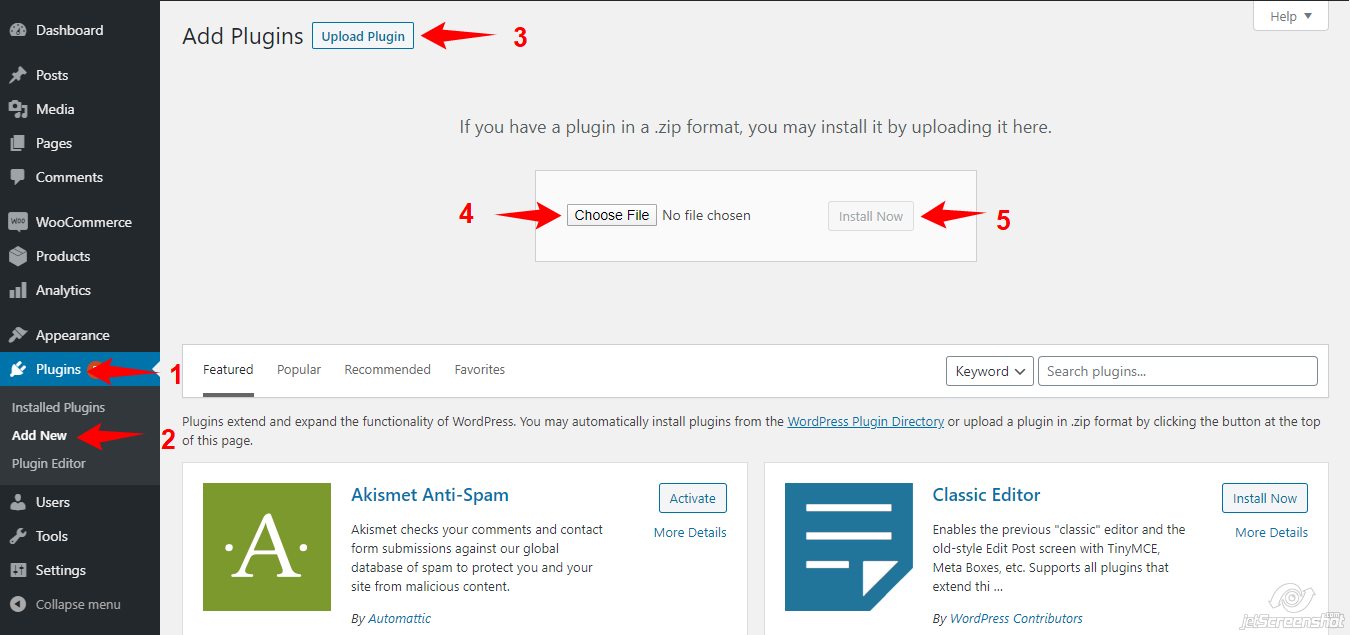 Dashboard
Posts
Media
Pages
Comments
WOO WooCommerce
Products
Analytics
Appearance
Plugins
1
Installed Plugins
Add New
2
Plugin Editor
Users
Tools
Settings
Collapse menu
Help
Add Plugins
Upload Plugin
3
If you have a plugin in a .zip format, you may install it by uploading it here.
4
Choose File No file chosen
Install Now
5
Featured Popular Recommended Favorites
Keyword
Search plugins...
Plugins extend and expand the functionality of WordPress. You may automatically install plugins from the WordPress Plugin Directory or upload a plugin in .zip format by clicking the button at the top
of this page.
A
Akismet Anti-Spam
Activate
More Details
Akismet checks your comments and contact
form submissions against our global
database of spam to protect you and your
site from malicious content.
By Automattic
Classic Editor
Install Now
More Details
Enables the previous "classic" editor and the
old-style Edit Post screen with TinyMCE,
Meta Boxes, etc. Supports all plugins that
extend thi ...
By WordPress Contributors
jetScreenshot.com